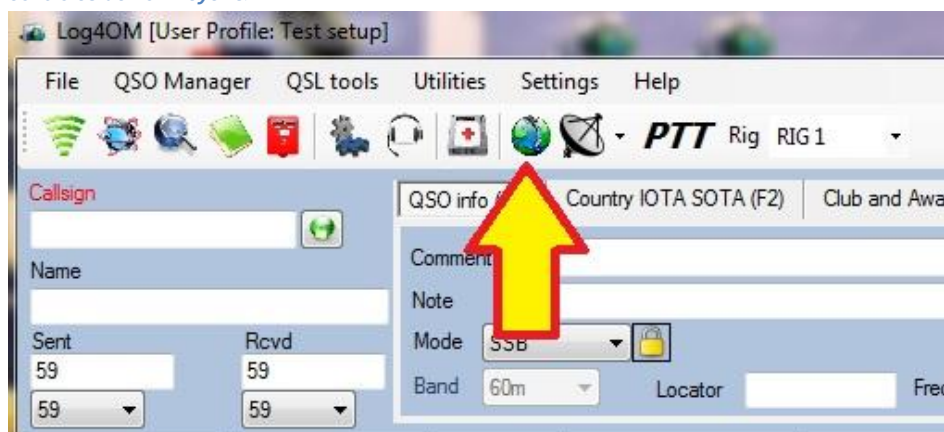 Log4OM [User Profile: Test setup]
File QSO Manager QSL tools Utilities Settings Help
PTT Rig RIG 1
Callsign
QSO info Country IOTA SOTA (F2) Club and
Name
Note
Sent Rcvd Mode SSB
59 59
Band 60m Locator
59 59